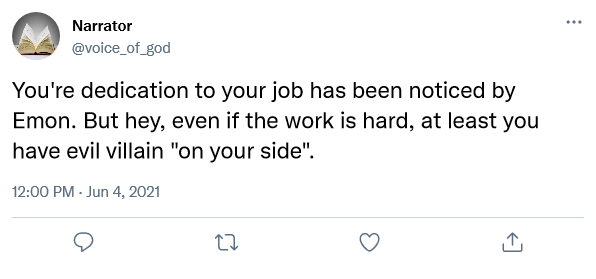 Narrator
@voice_of_god
You're dedication to your job has been noticed by
Emon. But hey, even if the work is hard, at least you
have evil villain "on your side".
12:00 PM · Jun 4, 2021